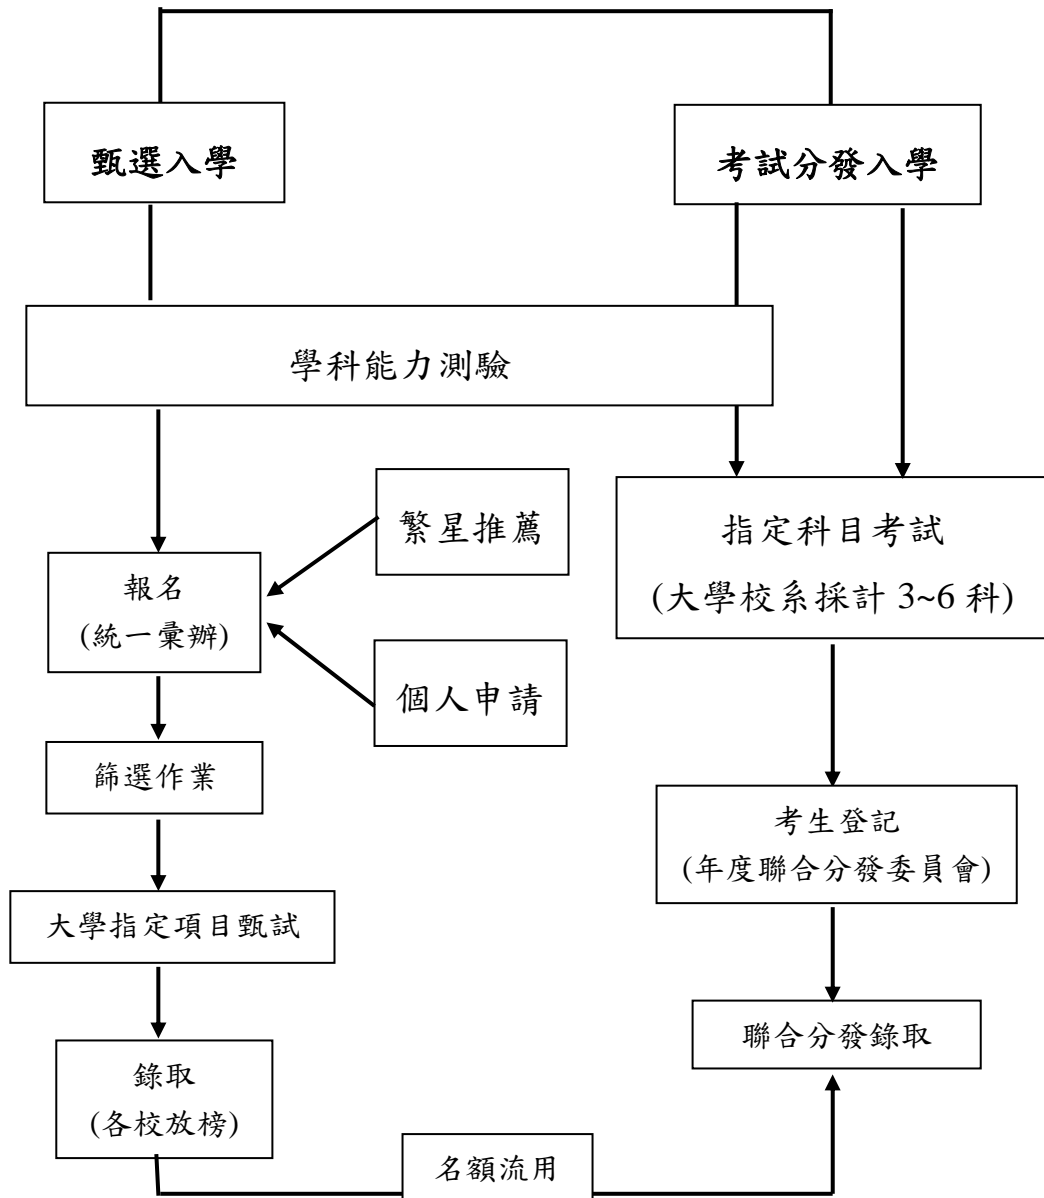 甄選入學
考試分發入學
學科能力測驗
繁星推薦
指定科目考試
(大學校系採計 3~6 科)
報名
(統一彙辦)
個人申請
篩選作業
考生登記
(年度聯合分發委員會)
大學指定項目甄試
聯合分發錄取
錄取
(各校放榜)
名額流用